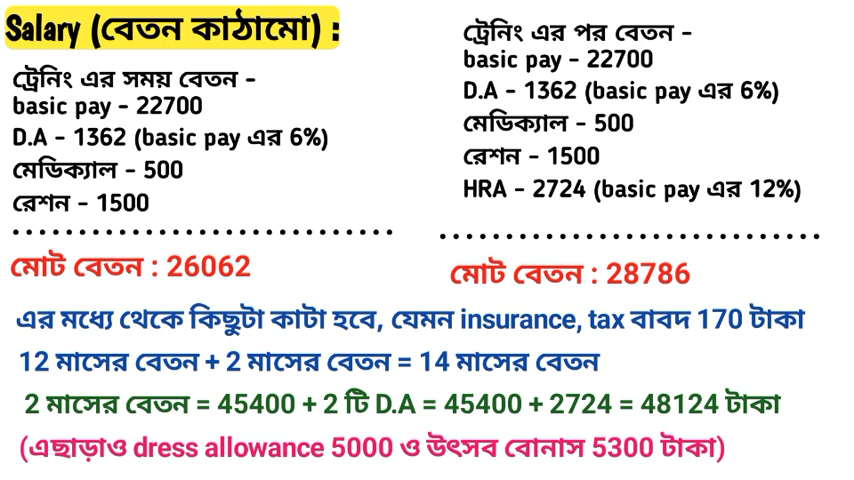 Salary (বেতন কাঠামো) :
ট্রেনিং এর সময় বেতন –
basic pay – 22700
D.A – 1362 (basic pay এর 6%)
মেডিক্যাল – 500
রেশন – 1500
মোট বেতন : 26062
ট্রেনিং এর পর বেতন –
basic pay – 22700
D.A – 1362 (basic pay এর 6%)
মেডিক্যাল – 500
রেশন – 1500
HRA – 2724 (basic pay এর 12%)
মোট বেতন : 28786
এর মধ্যে থেকে কিছুটা কাটা হবে, যেমন insurance, tax বাবদ 170 টাকা
12 মাসের বেতন + 2 মাসের বেতন = 14 মাসের বেতন
2 মাসের বেতন = 45400 + 2 টি D.A = 45400 + 2724 = 48124 টাকা
(এছাড়াও dress allowance 5000 ও উৎসব বোনাস 5300 টাকা)